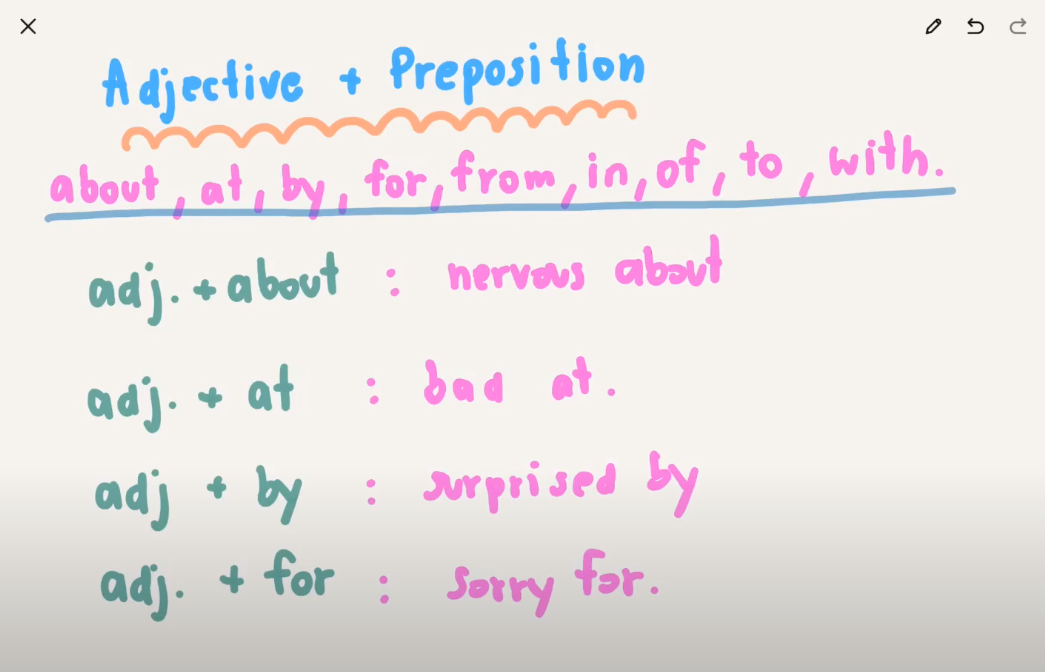 Adjective + Preposition
about, at, by, for, from, in, of, to, with.
adj. + about : nervous about
adj. + at : bad at.
adj + by : surprised by
adj. + for : sorry for.